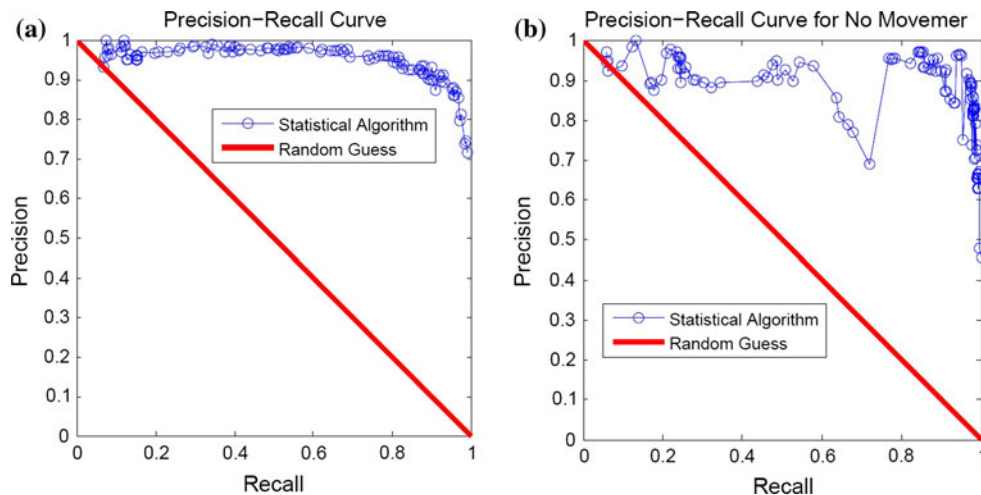 (a)
Precision-Recall Curve
1
0.9
0.8
0.7
0.6
0.5
0.4
0.3
0.2
0.1
0
Precision
Statistical Algorithm
Random Guess
0 0.2 0.4 0.6 0.8 1
Recall
(b)
Precision-Recall Curve for No Movemer
1
0.9
0.8
0.7
0.6
0.5
0.4
0.3
0.2
0.1
0
Precision
Statistical Algorithm
Random Guess
0 0.2 0.4 0.6 0.8 1
Recall